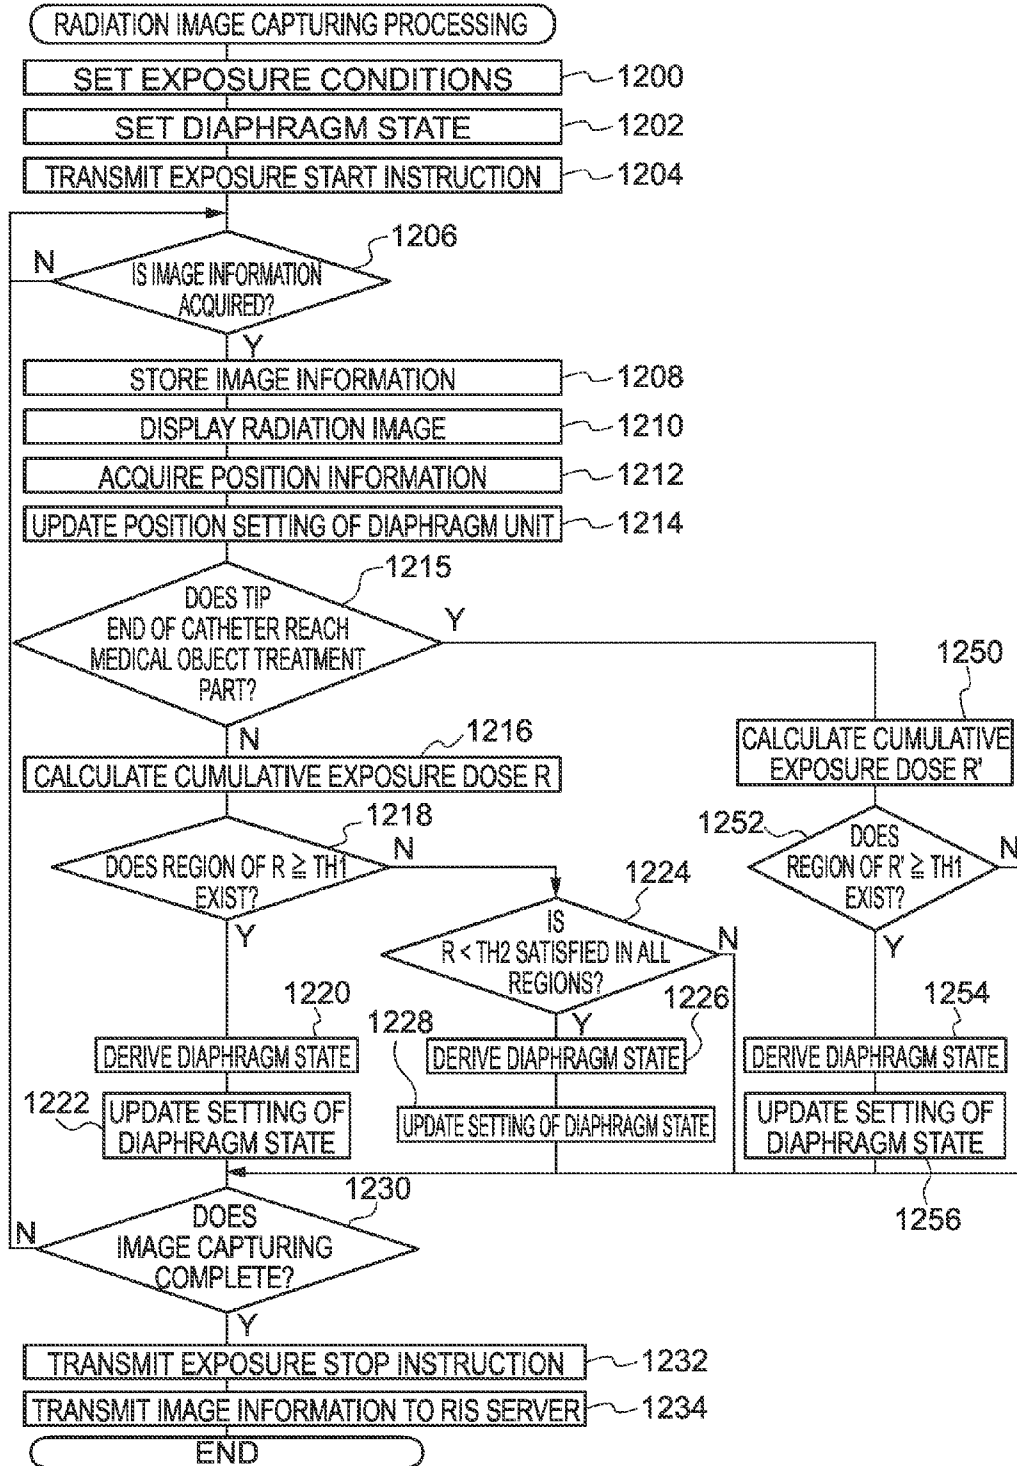 RADIATION IMAGE CAPTURING PROCESSING
SET EXPOSURE CONDITIONS
1200
SET DIAPHRAGM STATE
1202
TRANSMIT EXPOSURE START INSTRUCTION
1204
1206
N
IS IMAGE INFORMATION
ACQUIRED?
Y
STORE IMAGE INFORMATION
1208
DISPLAY RADIATION IMAGE
1210
ACQUIRE POSITION INFORMATION
1212
UPDATE POSITION SETTING OF DIAPHRAGM UNIT
1214
1215
DOES TIP
END OF CATHETER REACH
MEDICAL OBJECT TREATMENT
PART?
Y
N
1216
CALCULATE CUMULATIVE EXPOSURE DOSE R
1218
DOES REGION OF R ≧ TH1
EXIST?
N
Y
1224
IS
R < TH2 SATISFIED IN ALL
REGIONS?
N
Y
1220
DERIVE DIAPHRAGM STATE
1222
UPDATE SETTING OF
DIAPHRAGM STATE
1226
DERIVE DIAPHRAGM STATE
1228
UPDATE SETTING OF DIAPHRAGM STATE
1250
CALCULATE CUMULATIVE
EXPOSURE DOSE R'
1252
DOES
REGION OF R' ≧ TH1
EXIST?
N
Y
1254
DERIVE DIAPHRAGM STATE
UPDATE SETTING OF
DIAPHRAGM STATE
1256
1230
N
DOES
IMAGE CAPTURING
COMPLETE?
Y
TRANSMIT EXPOSURE STOP INSTRUCTION
1232
TRANSMIT IMAGE INFORMATION TO RIS SERVER
1234
END